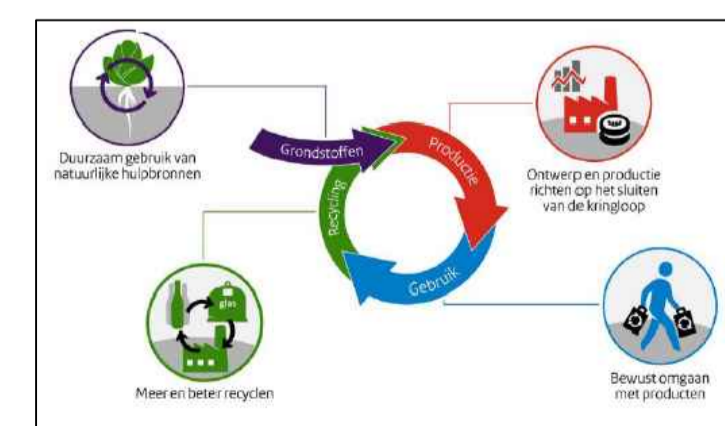 Duurzaam gebruik van
natuurlijke hulpbronnen
Grondstoffen
Productie
Gebruik
Recycling
Ontwerp en productie
richten op het sluiten
van de kringloop
glas
Meer en beter recyclen
Bewust omgaan
met producten